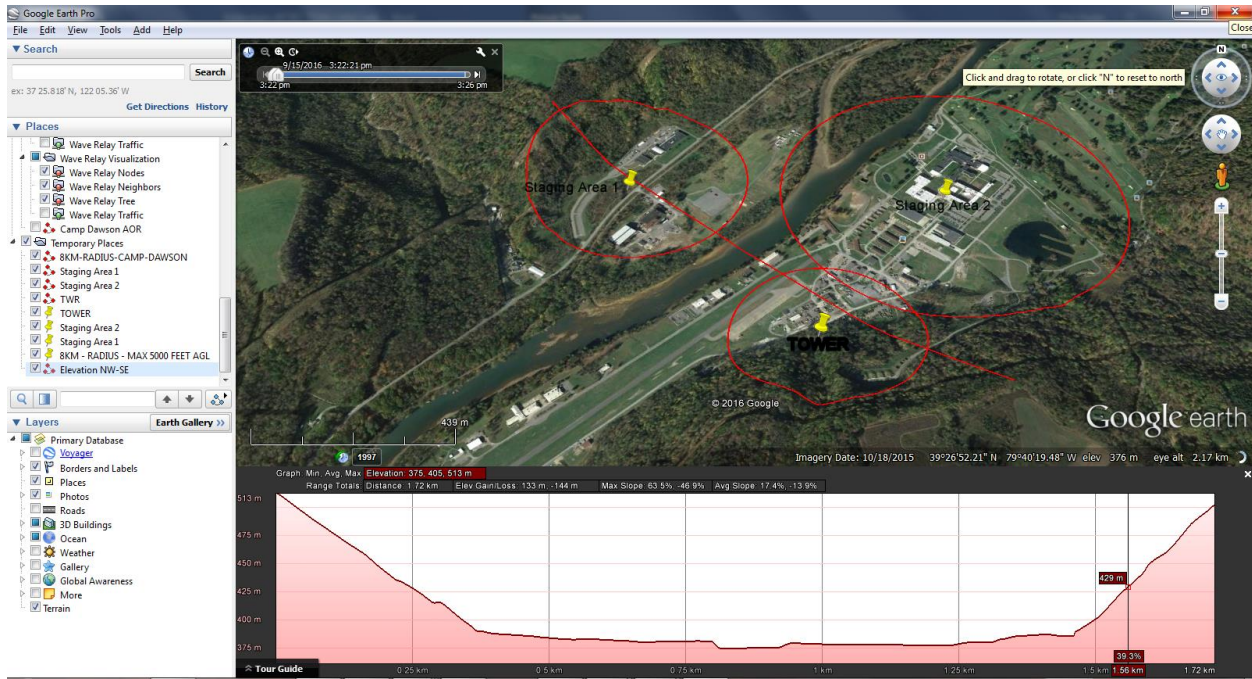 Google Earth Pro
File Edit View Tools Add Help
Close
Search
Search
ex: 37 25.818' N, 122 05.36' W
Get Directions History
Places
Wave Relay Traffic
Wave Relay Visualization
Wave Relay Nodes
Wave Relay Neighbors
Wave Relay Tree
Wave Relay Traffic
Camp Dawson AOR
Temporary Places
8KM-RADIUS-CAMP-DAWSON
Staging Area 1
Staging Area 2
TWR
TOWER
Staging Area 2
Staging Area 1
8KM - RADIUS - MAX 5000 FEET AGL
Elevation NW-SE
Layers
Earth Gallery >>
Primary Database
Voyager
Borders and Labels
Places
Photos
Roads
3D Buildings
Ocean
Weather
Gallery
Global Awareness
More
Terrain
9/15/2016 3:22:21 pm
3:22 pm 3:26 pm
N
Click and drag to rotate, or click "N" to reset to north
Staging Area 1
Staging Area 2
TOWER
© 2016 Google
Google earth
439 m
1997
Imagery Date: 10/18/2015 39°26'52.21" N 79°40'19.48" W elev 376 m eye alt 2.17 km
Graph: Min, Avg, Max Elevation: 375, 405, 513 m
Range Totals: Distance: 1.72 km Elev Gain/Loss: 133 m, -144 m Max Slope: 63.5%, -46.9% Avg Slope: 17.4%, -13.9%
513 m
475 m
450 m
425 m
400 m
375 m
429 m
39.3%
Tour Guide
0.25 km 0.5 km 0.75 km 1 km 1.25 km 1.5 km 1.56 km 1.72 km